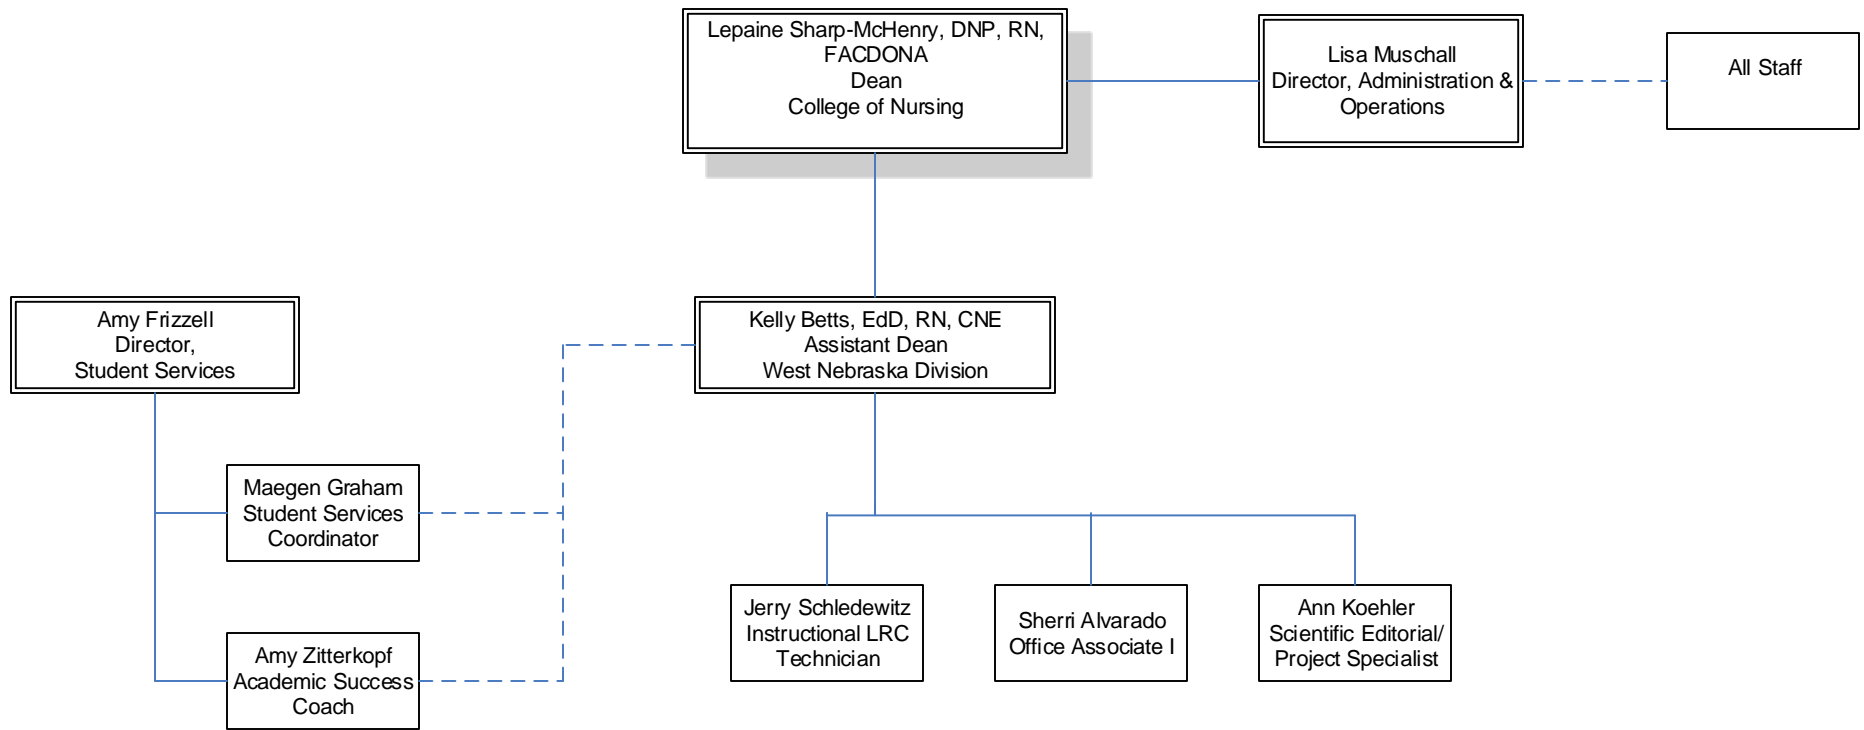 Lepaine Sharp-McHenry, DNP, RN,
FACDONA
Dean
College of Nursing
Lisa Muschall
Director, Administration &
Operations
All Staff
Amy Frizzell
Director,
Student Services
Kelly Betts, EdD, RN, CNE
Assistant Dean
West Nebraska Division
Maegen Graham
Student Services
Coordinator
Amy Zitterkopf
Academic Success
Coach
Jerry Schledewitz
Instructional LRC
Technician
Sherri Alvarado
Office Associate I
Ann Koehler
Scientific Editorial/
Project Specialist